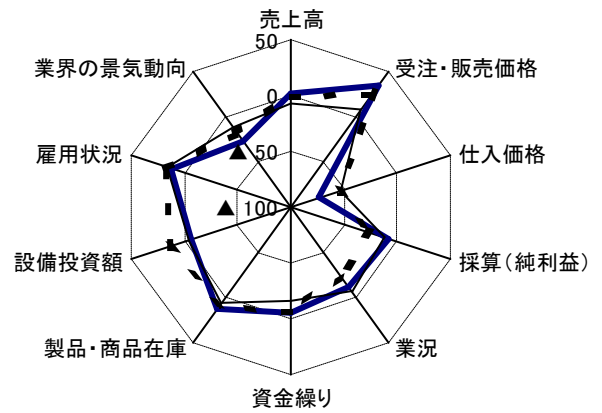 売上高
50
業界の景気動向
受注・販売価格
0
雇用状況
仕入価格
▲ 50
▲ 100
設備投資額
採算(純利益)
製品・商品在庫
業況
資金繰り